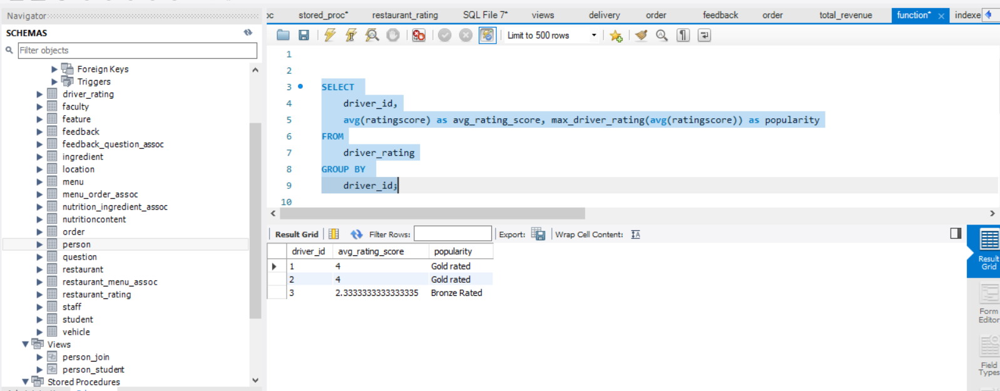 Navigator
SCHEMAS
Filter objects
Foreign Keys
Triggers
driver_rating
faculty
feature
feedback
feedback_question_assoc
ingredient
location
menu
menu_order_assoc
nutrition_ingredient_assoc
nutritioncontent
order
person
question
restaurant
restaurant_menu_assoc
restaurant_rating
staff
student
vehicle
Views
person_join
person_student
Stored Procedures
stored_proc* restaurant_rating SQL File 7* views delivery order feedback order total_revenue function* indexe
Limit to 500 rows
1
2
3 SELECT
4 driver_id,
5 avg(ratingscore) as avg_rating_score, max_driver_rating(avg(ratingscore)) as popularity
6 FROM
7 driver_rating
8 GROUP BY
9 driver_id;
10
Result Grid Filter Rows: Export: Wrap Cell Content:
driver_id avg_rating_score popularity
1 4 Gold rated
2 4 Gold rated
3 2.3333333333333335 Bronze Rated
Result
Grid
Form
Editor
Field
Types